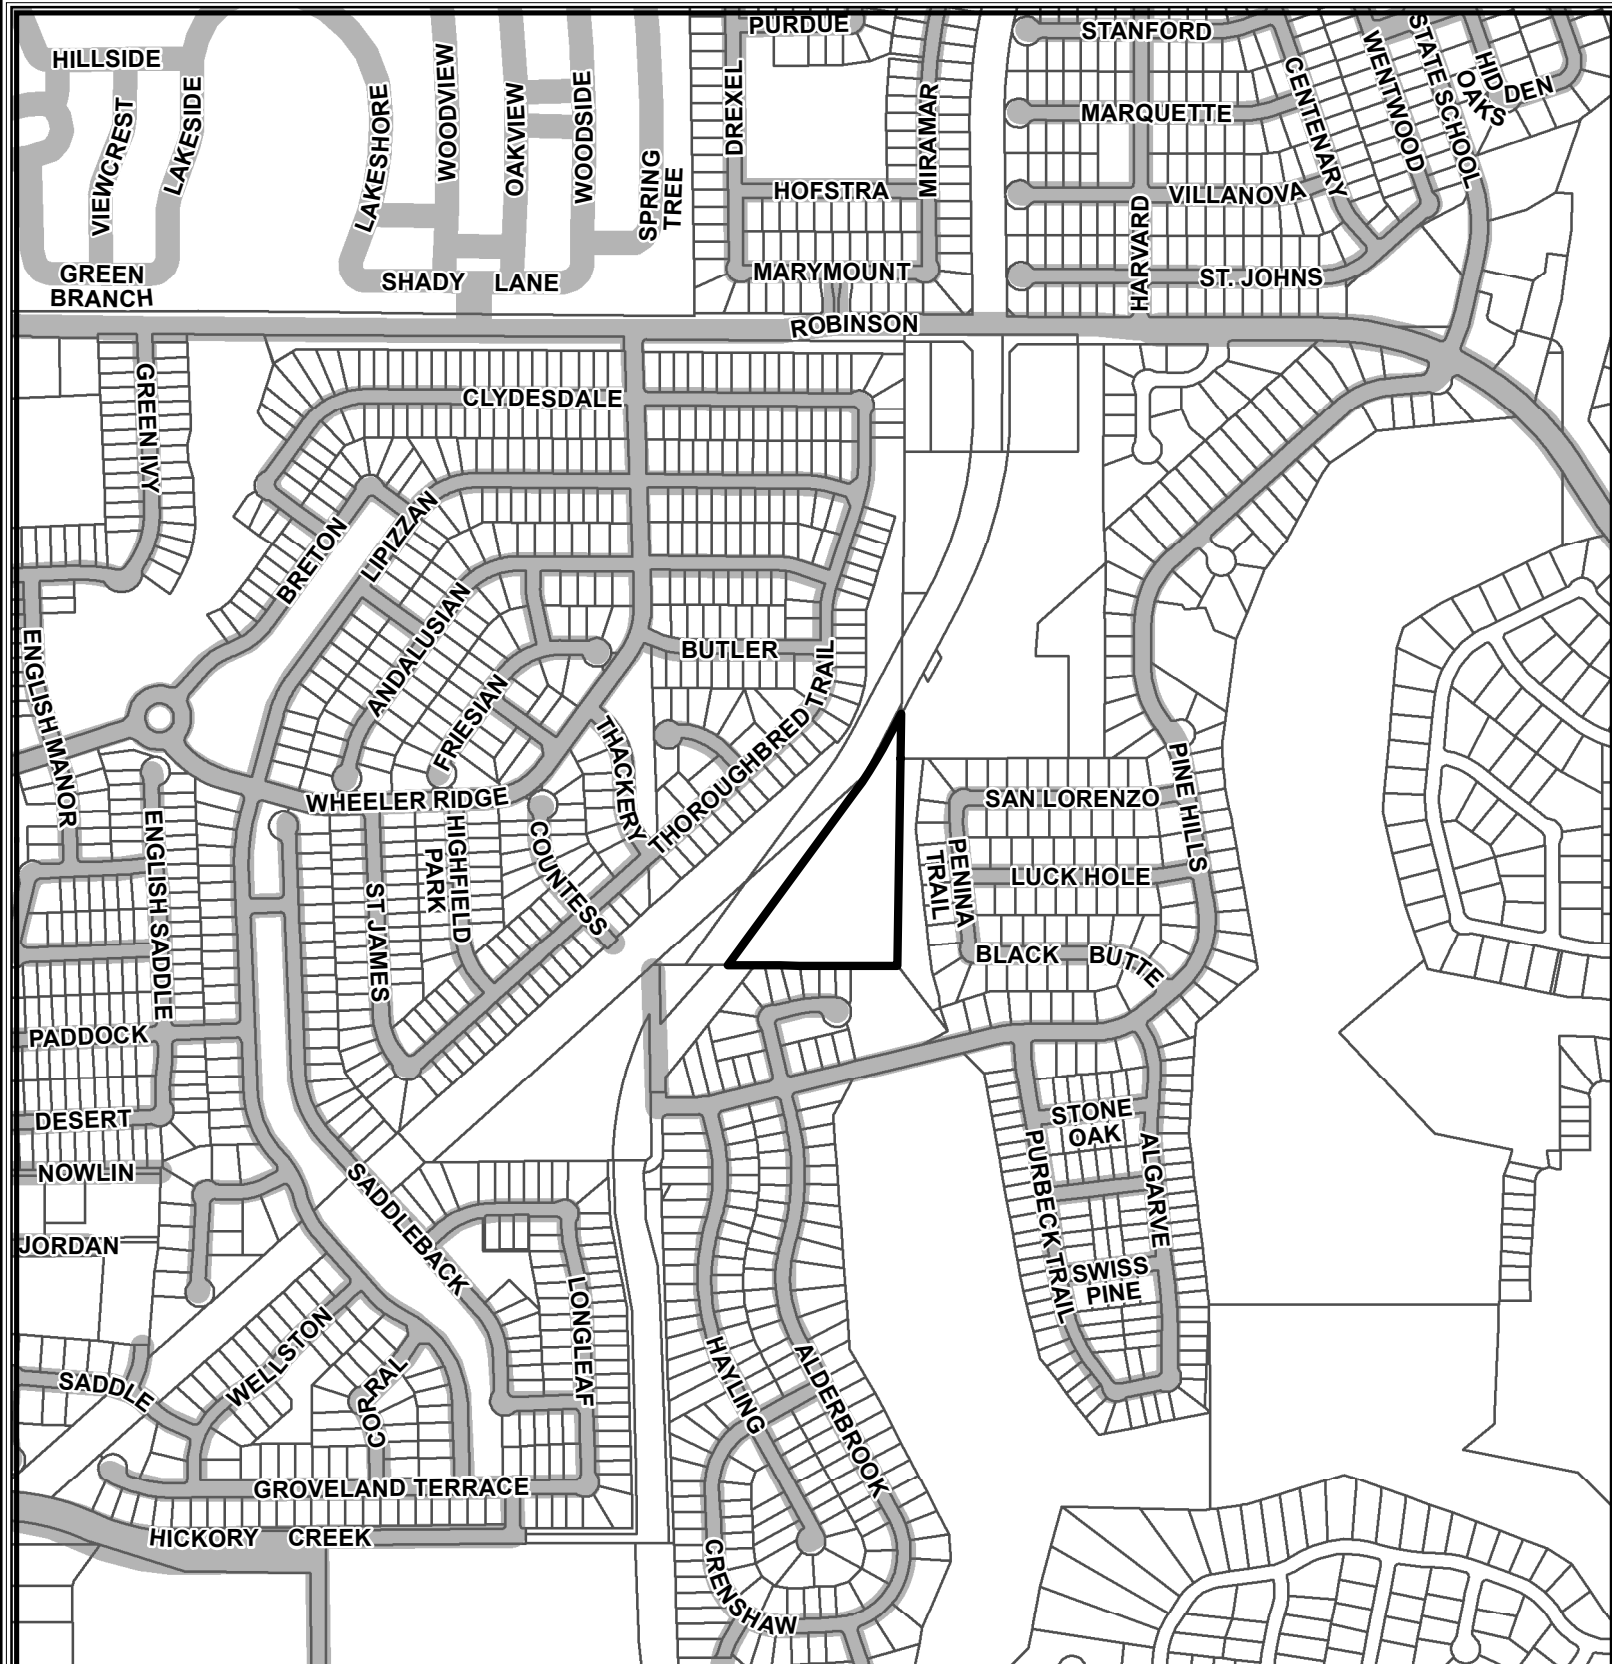 PURDUE
STANFORD
HILLSIDE
VIEWCREST
LAKESIDE
LAKESHORE
WOODVIEW
OAKVIEW
WOODSIDE
SPRING
TREE
DREXEL
MIRAMAR
MARQUETTE
CENTENARY
WENTWOOD
STATE SCHOOL
HIDDEN
OAKS
HOFSTRA
VILLANOVA
HARVARD
GREEN
BRANCH
SHADY LANE
MARYMOUNT
ST. JOHNS
ROBINSON
GREEN IVY
CLYDESDALE
BRETON
LIPIZZAN
ANDALUSIAN
FRIESIAN
BUTLER
ENGLISH MANOR
THOROUGHBRED TRAIL
THACKERY
PINE HILLS
WHEELER RIDGE
SAN LORENZO
ENGLISH SADDLE
HIGHFIELD
PARK
COUNTESS
ST JAMES
PENINA
TRAIL
LUCK HOLE
BLACK BUTTE
PADDOCK
DESERT
NOWLIN
STONE
OAK
PURBECK TRAIL
ALGARVE
SADDLEBACK
JORDAN
SWISS
PINE
LONGLEAF
WELLSTON
CORRAL
SADDLE
HAYLING
ALDERBROOK
GROVELAND TERRACE
HICKORY CREEK
CRENSHAW